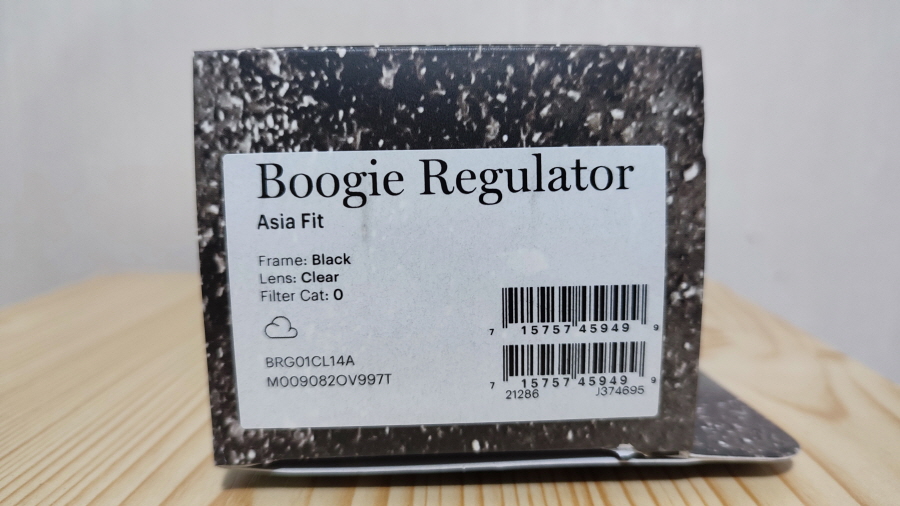 Boogie Regulator
Asia Fit
Frame: Black
Lens: Clear
Filter Cat: 0
BRG01CL14A
M009082OV997T
7 15757 45949 9
7 15757 45949 9
21286 J374695